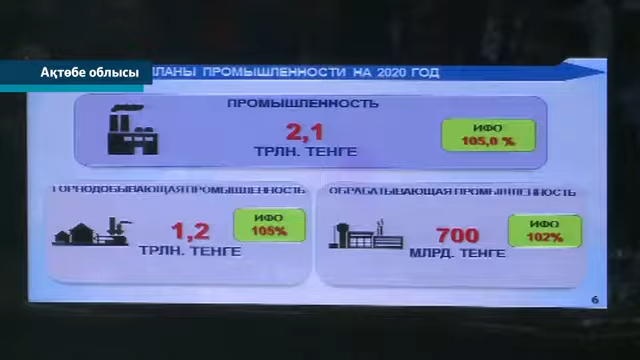 Ақтөбе облысы
ПЛАНЫ ПРОМЫШЛЕННОСТИ НА 2020 ГОД
ПРОМЫШЛЕННОСТЬ
2,1
ТРЛН. ТЕНГЕ
ИФО
105,0 %
ГОРНОДОБЫВАЮЩАЯ ПРОМЫШЛЕННОСТЬ
1,2
ТРЛН. ТЕНГЕ
ИФО
105%
ОБРАБАТЫВАЮЩАЯ ПРОМЫШЛЕННОСТЬ
700
МЛРД. ТЕНГЕ
ИФО
102%
6